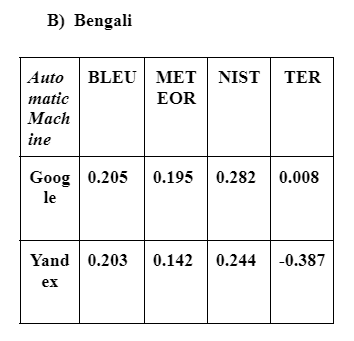 B) Bengali
Auto BLEU MET NIST TER
matic EOR
Mach
ine
Goog 0.205 0.195 0.282 0.008
le
Yand 0.203 0.142 0.244 -0.387
ex